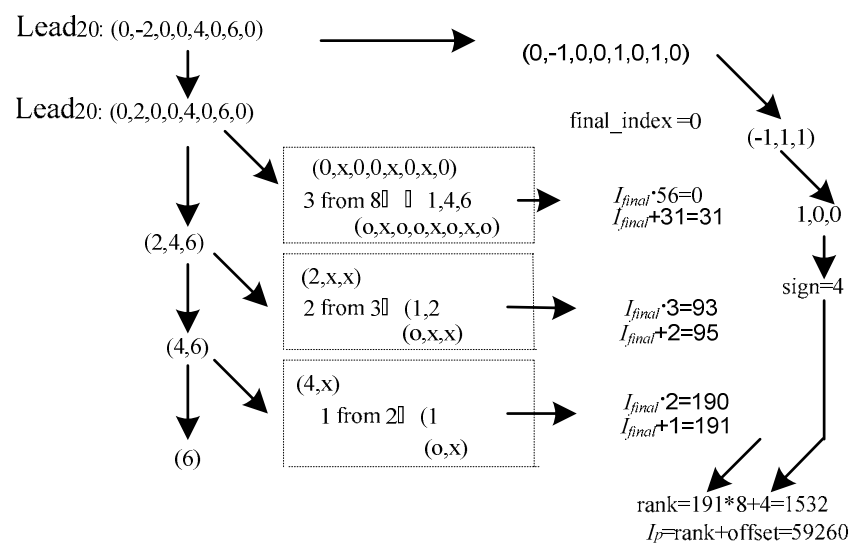 Lead20: (0,-2,0,0,4,0,6,0)
(0,-1,0,0,1,0,1,0)
Lead20: (0,2,0,0,4,0,6,0)
final_index =0
(-1,1,1)
(0,x,0,0,x,0,x,0)
3 from 8▯ ▯ 1,4,6
(o,x,o,o,x,o,x,o)
Ifinal·56=0
Ifinal+31=31
1,0,0
(2,4,6)
(2,x,x)
2 from 3▯ (1,2
(o,x,x)
Ifinal·3=93
Ifinal+2=95
sign=4
(4,6)
(4,x)
1 from 2▯ (1
(o,x)
Ifinal·2=190
Ifinal+1=191
(6)
rank=191*8+4=1532
Ip=rank+offset=59260